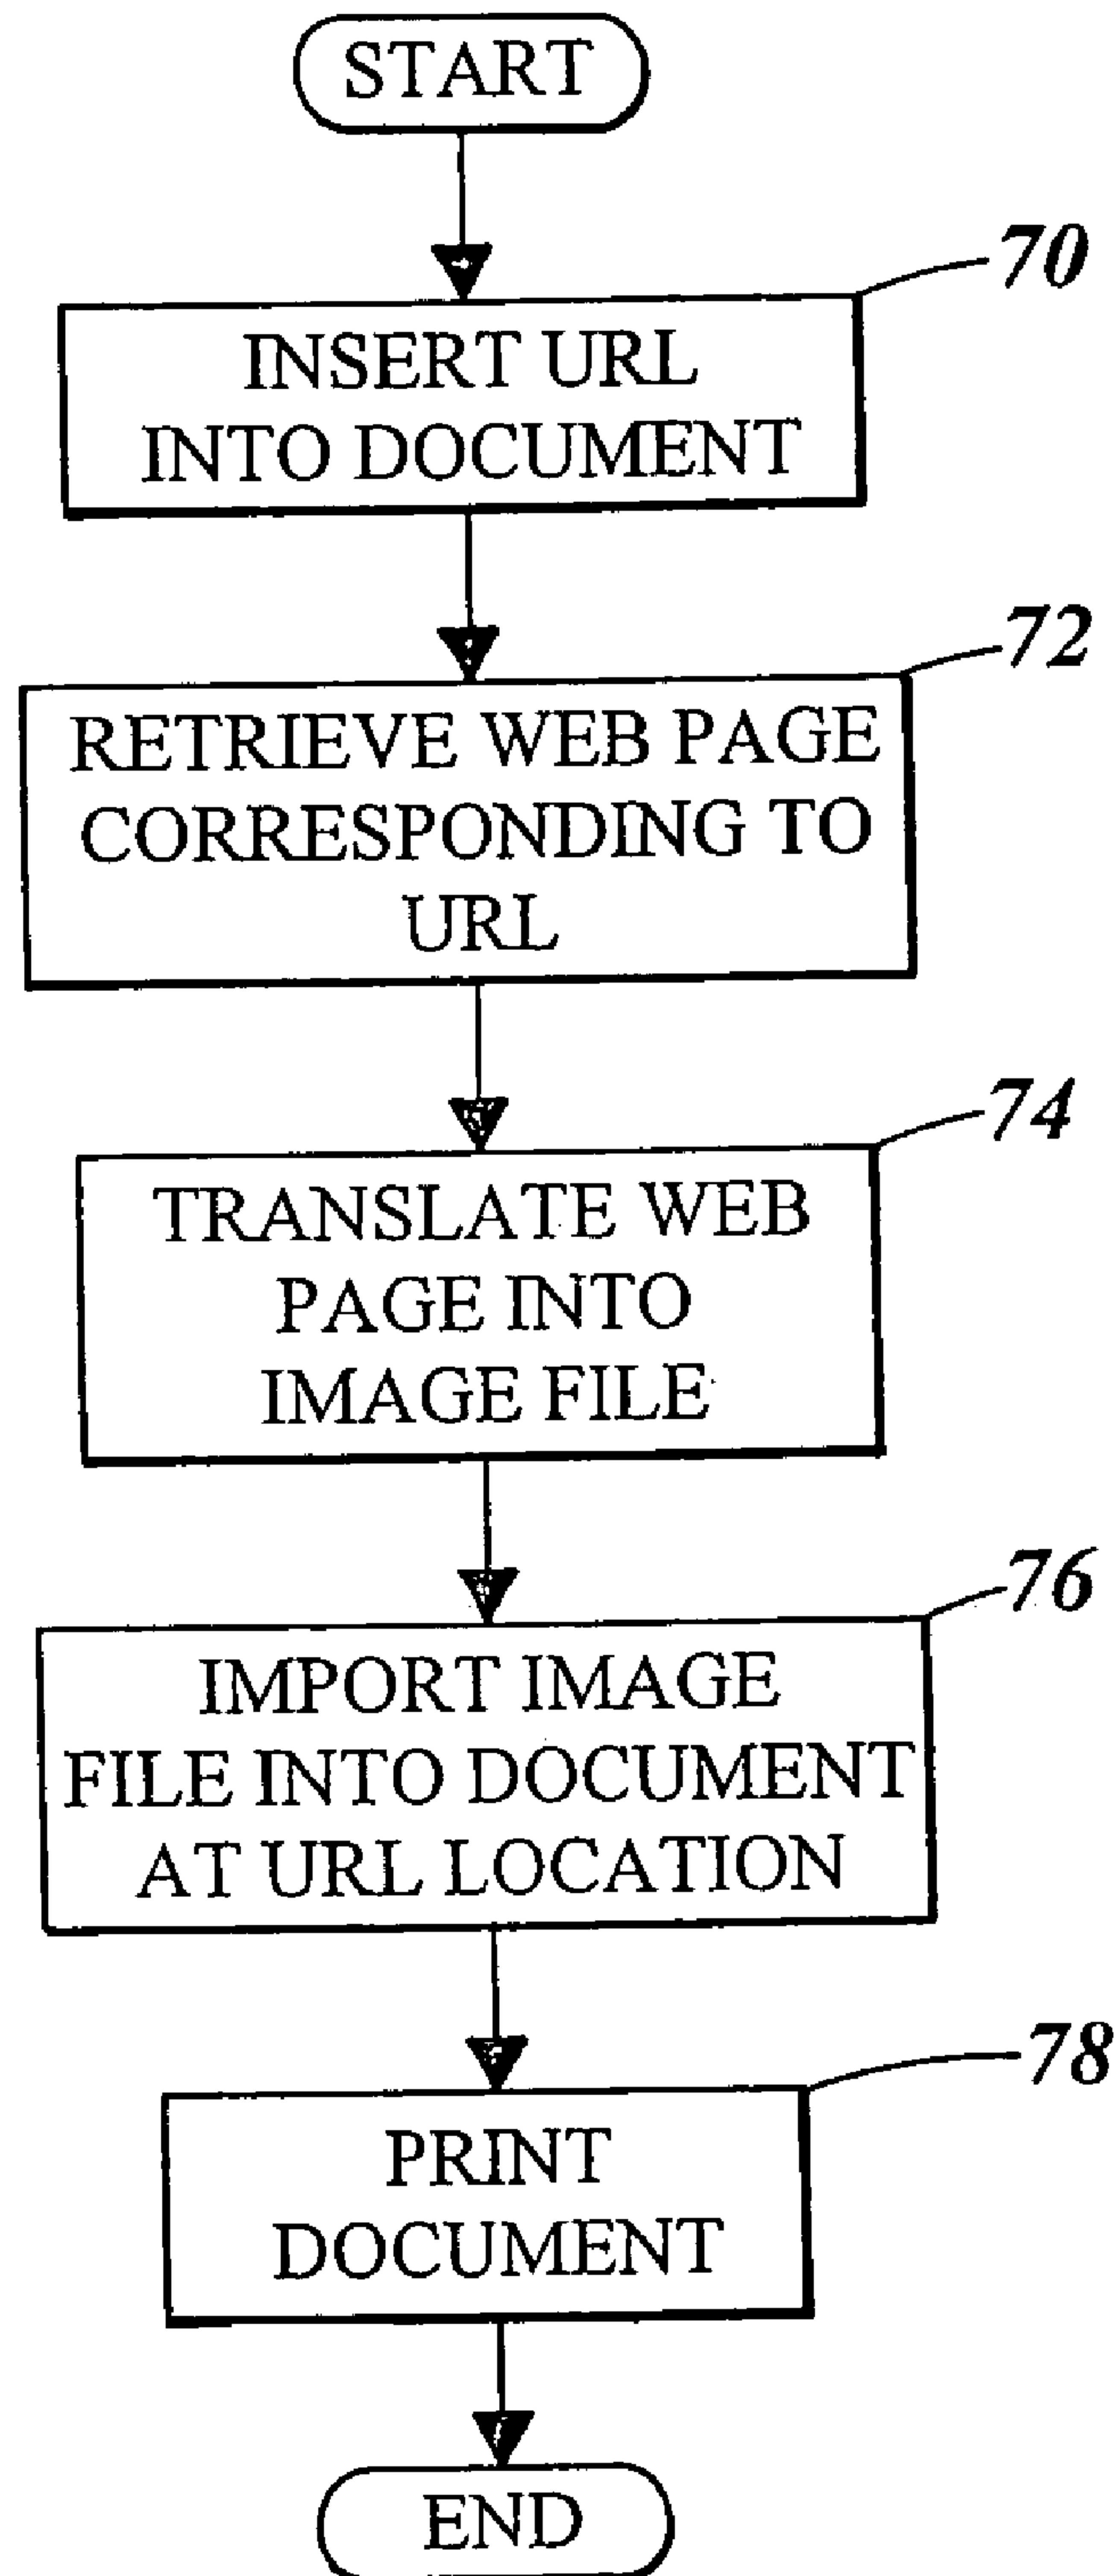 START
70
INSERT URL
INTO DOCUMENT
72
RETRIEVE WEB PAGE
CORRESPONDING TO
URL
74
TRANSLATE WEB
PAGE INTO
IMAGE FILE
76
IMPORT IMAGE
FILE INTO DOCUMENT
AT URL LOCATION
78
PRINT
DOCUMENT
END